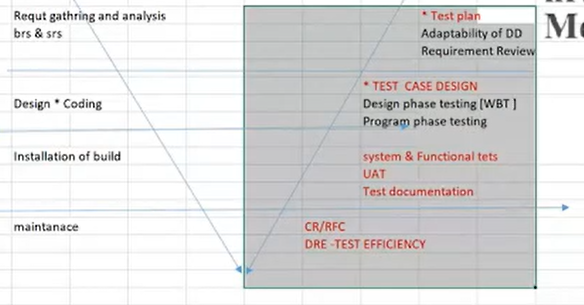 Requt gathring and analysis
brs & srs
* Test plan
Adaptability of DD
Requirement Review
* TEST CASE DESIGN
Design * Coding
Design phase testing [WBT ]
Program phase testing
Installation of build
system & Functional tets
UAT
Test documentation
maintanace
CR/RFC
DRE -TEST EFFICIENCY